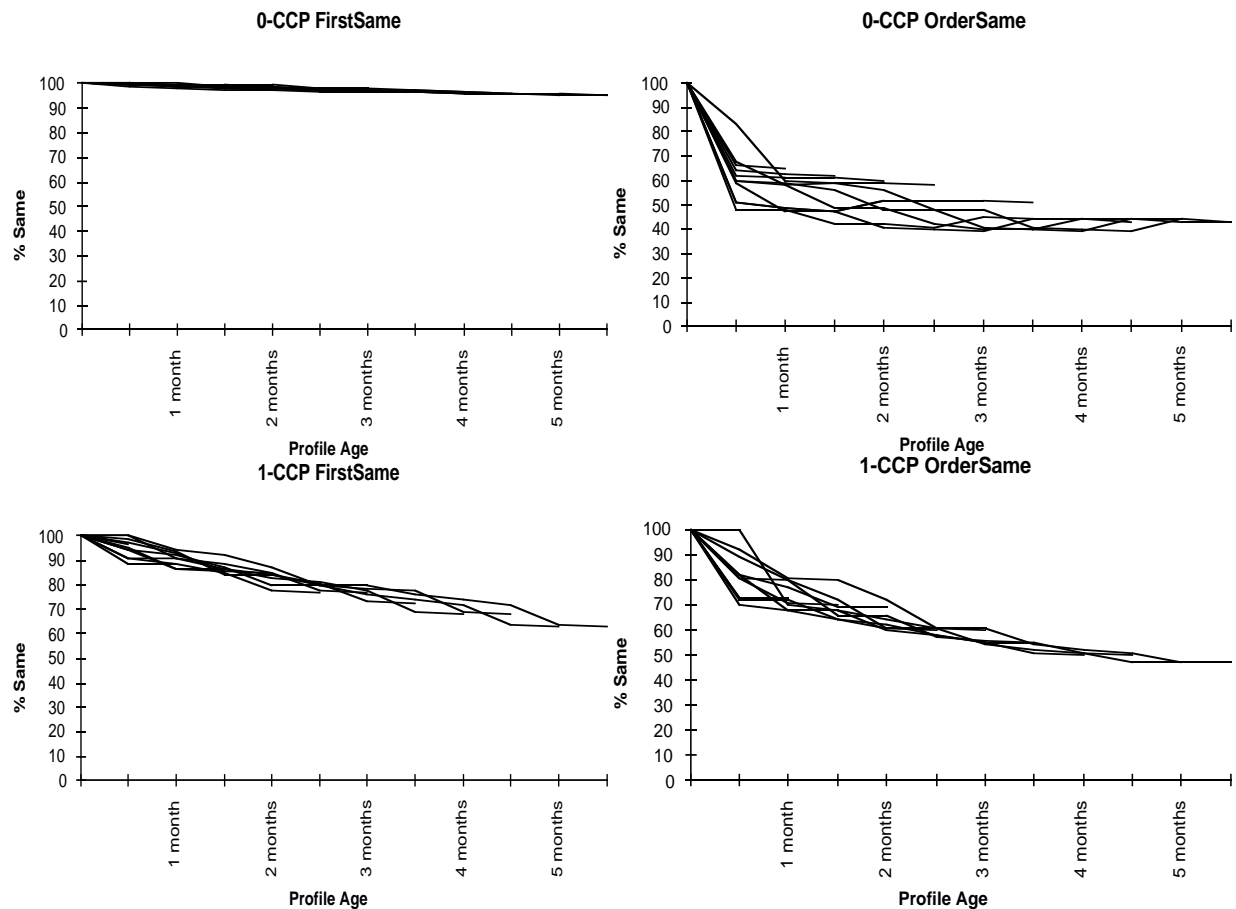 0-CCP FirstSame
100
90
80
70
60
50
40
30
20
10
0
% Same
1 month
2 months
3 months
4 months
5 months
Profile Age
0-CCP OrderSame
100
90
80
70
60
50
40
30
20
10
0
% Same
1 month
2 months
3 months
4 months
5 months
Profile Age
1-CCP FirstSame
100
90
80
70
60
50
40
30
20
10
0
% Same
1 month
2 months
3 months
4 months
5 months
Profile Age
1-CCP OrderSame
100
90
80
70
60
50
40
30
20
10
0
% Same
1 month
2 months
3 months
4 months
5 months
Profile Age